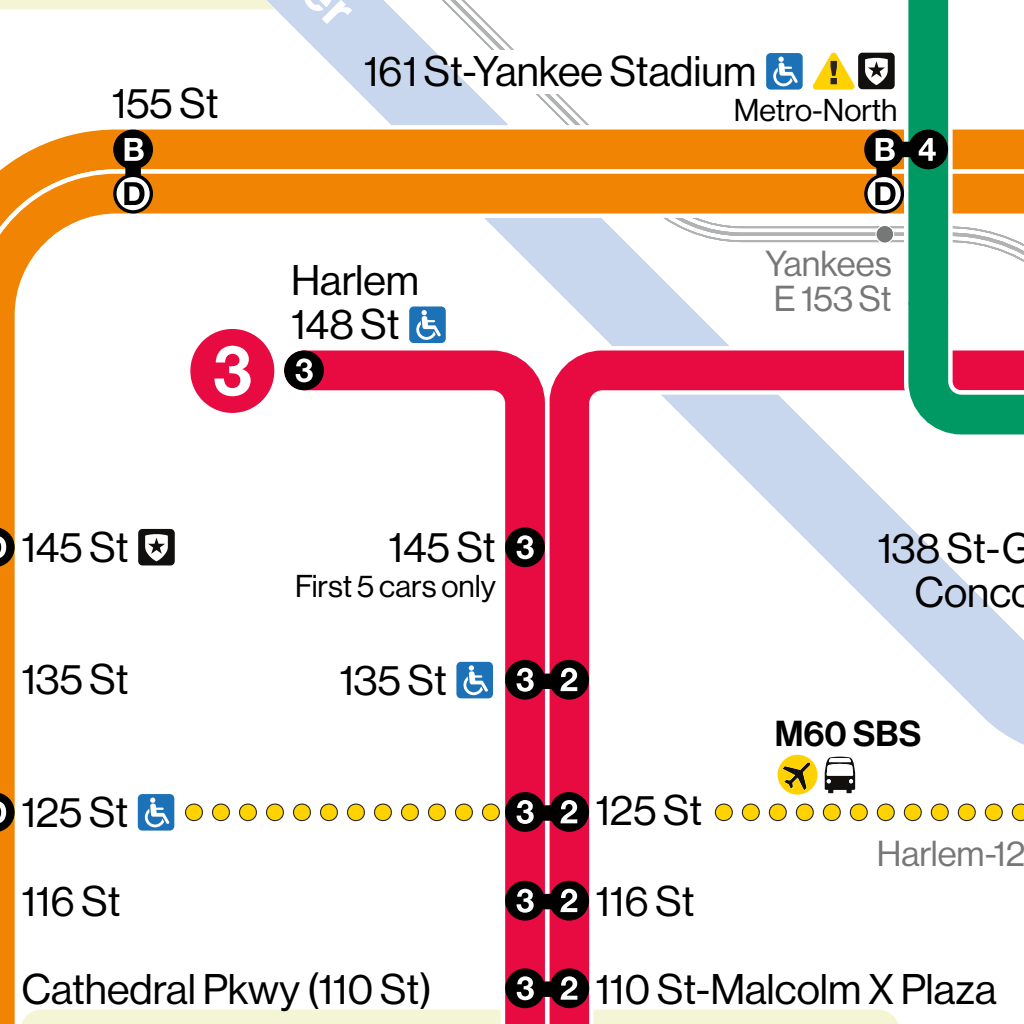 er
161 St-Yankee Stadium
Metro-North
155 St
B
B 4
D
D
Yankees
E 153 St
Harlem
148 St
3
3
145 St
145 St
3
First 5 cars only
138 St-G
Conco
135 St
135 St
3 2
M60 SBS
125 St
3 2
125 St
Harlem-12
116 St
3 2
116 St
Cathedral Pkwy (110 St)
3 2
110 St-Malcolm X Plaza